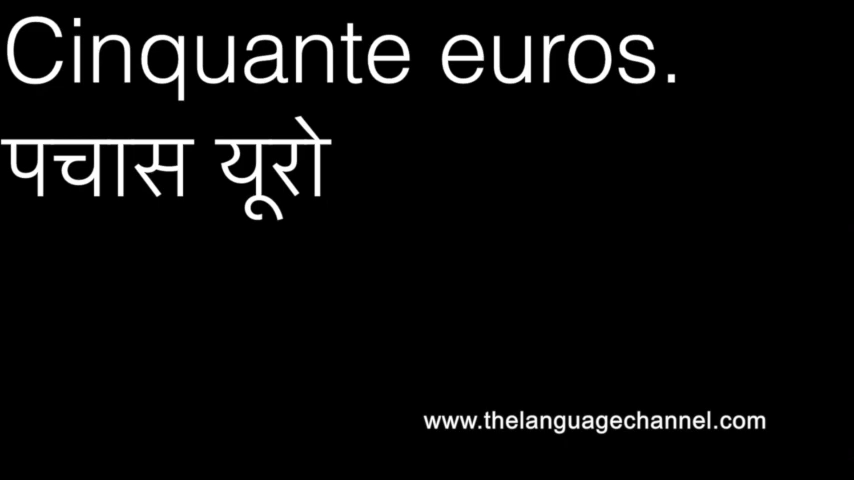 Cinquante euros.
पचास यूरो
www.thelanguagechannel.com